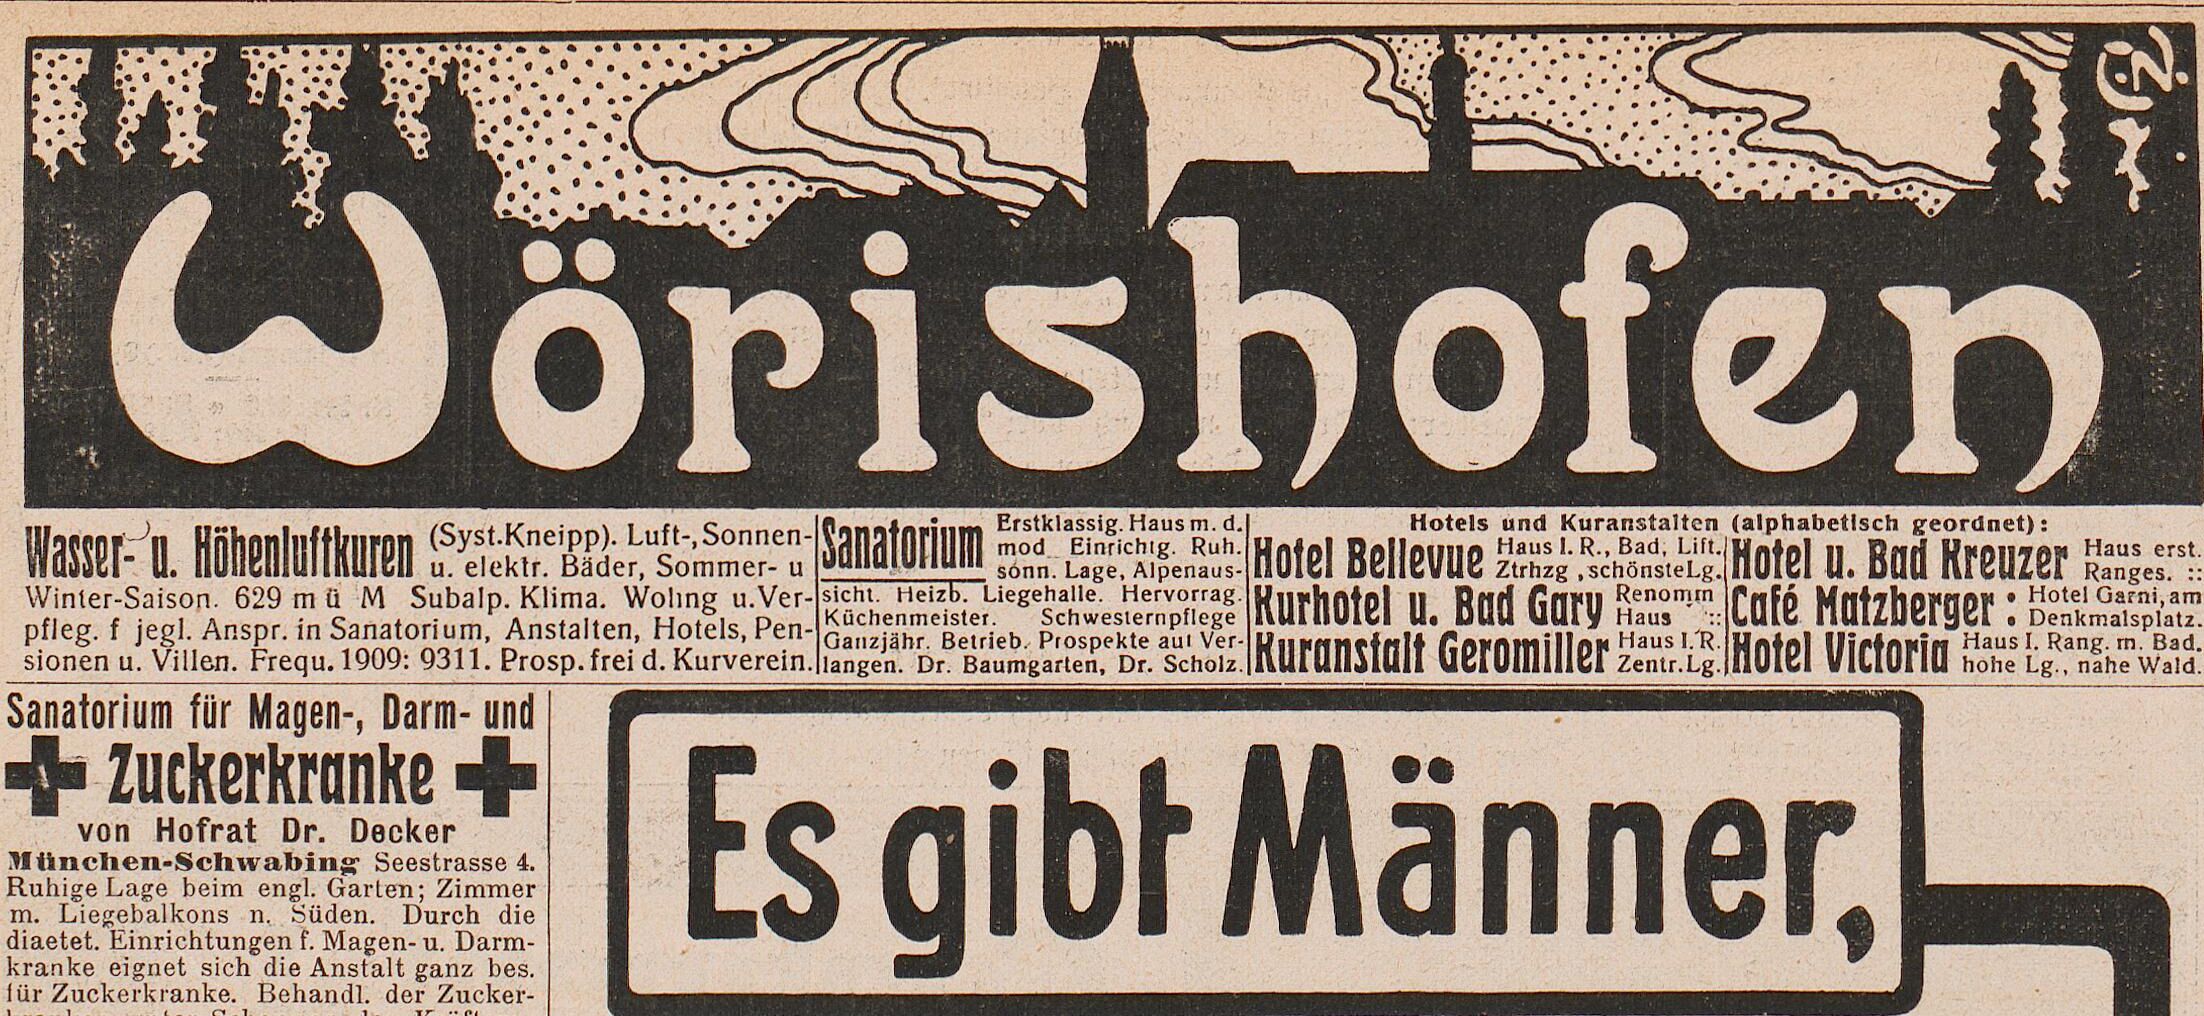 Wörishofen
Wasser- u. Höhenluftkuren (Syst. Kneipp). Luft-, Sonnen-
u. elektr. Bäder, Sommer- u
Winter-Saison. 629 m ü M Subalp. Klima. Wohng u. Ver-
pfleg. f jegl. Anspr. in Sanatorium, Anstalten, Hotels, Pen-
sionen u. Villen. Frequ. 1909: 9311. Prosp. frei d. Kurverein.
Sanatorium Erstklassig. Haus m. d.
mod Einrichtg. Ruh.
sonn. Lage, Alpenaus-
sicht. Heizb. Liegehalle. Hervorrag.
Küchenmeister. Schwesternpflege
Ganzjähr. Betrieb. Prospekte auf Ver-
langen. Dr. Baumgarten, Dr. Scholz.
Hotels und Kuranstalten (alphabetisch geordnet):
Hotel Bellevue Haus I. R., Bad, Lift.
Ztrhzg , schönste Lg.
Kurhotel u. Bad Gary Renomm
Haus ::
Kuranstalt Geromiller Haus I. R.
Zentr. Lg.
Hotel u. Bad Kreuzer Haus erst.
Ranges. ::
Café Matzberger : Hotel Garni, am
Denkmalsplatz.
Hotel Victoria Haus I. Rang. m. Bad.
hohe Lg., nahe Wald.
Sanatorium für Magen-, Darm- und
Zuckerkranke
von Hofrat Dr. Decker
München-Schwabing Seestrasse 4.
Ruhige Lage beim engl. Garten; Zimmer
m. Liegebalkons n. Süden. Durch die
diaetet. Einrichtungen f. Magen- u. Darm-
kranke eignet sich die Anstalt ganz bes.
für Zuckerkranke. Behandl. der Zucker-
Es gibt Männer,